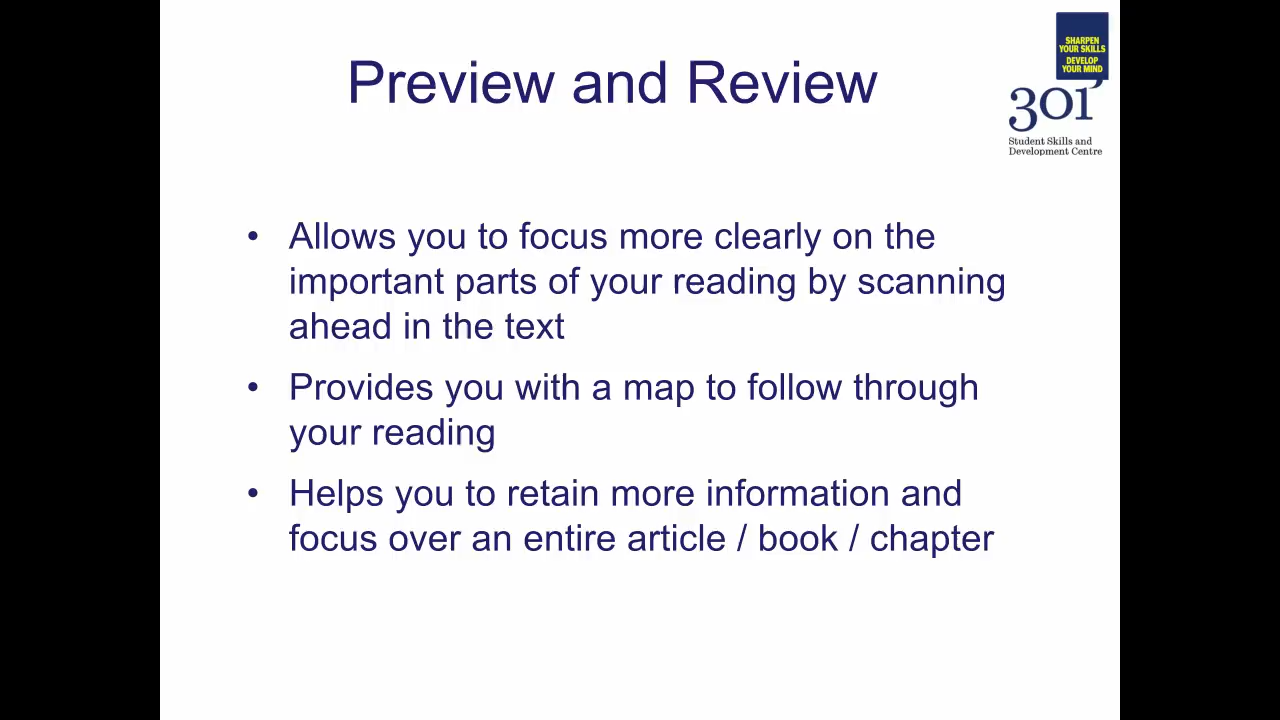 Preview and Review
SHARPEN
YOUR SKILLS
DEVELOP
YOUR MIND
301
Student Skills and
Development Centre
• Allows you to focus more clearly on the
important parts of your reading by scanning
ahead in the text
• Provides you with a map to follow through
your reading
• Helps you to retain more information and
focus over an entire article / book / chapter